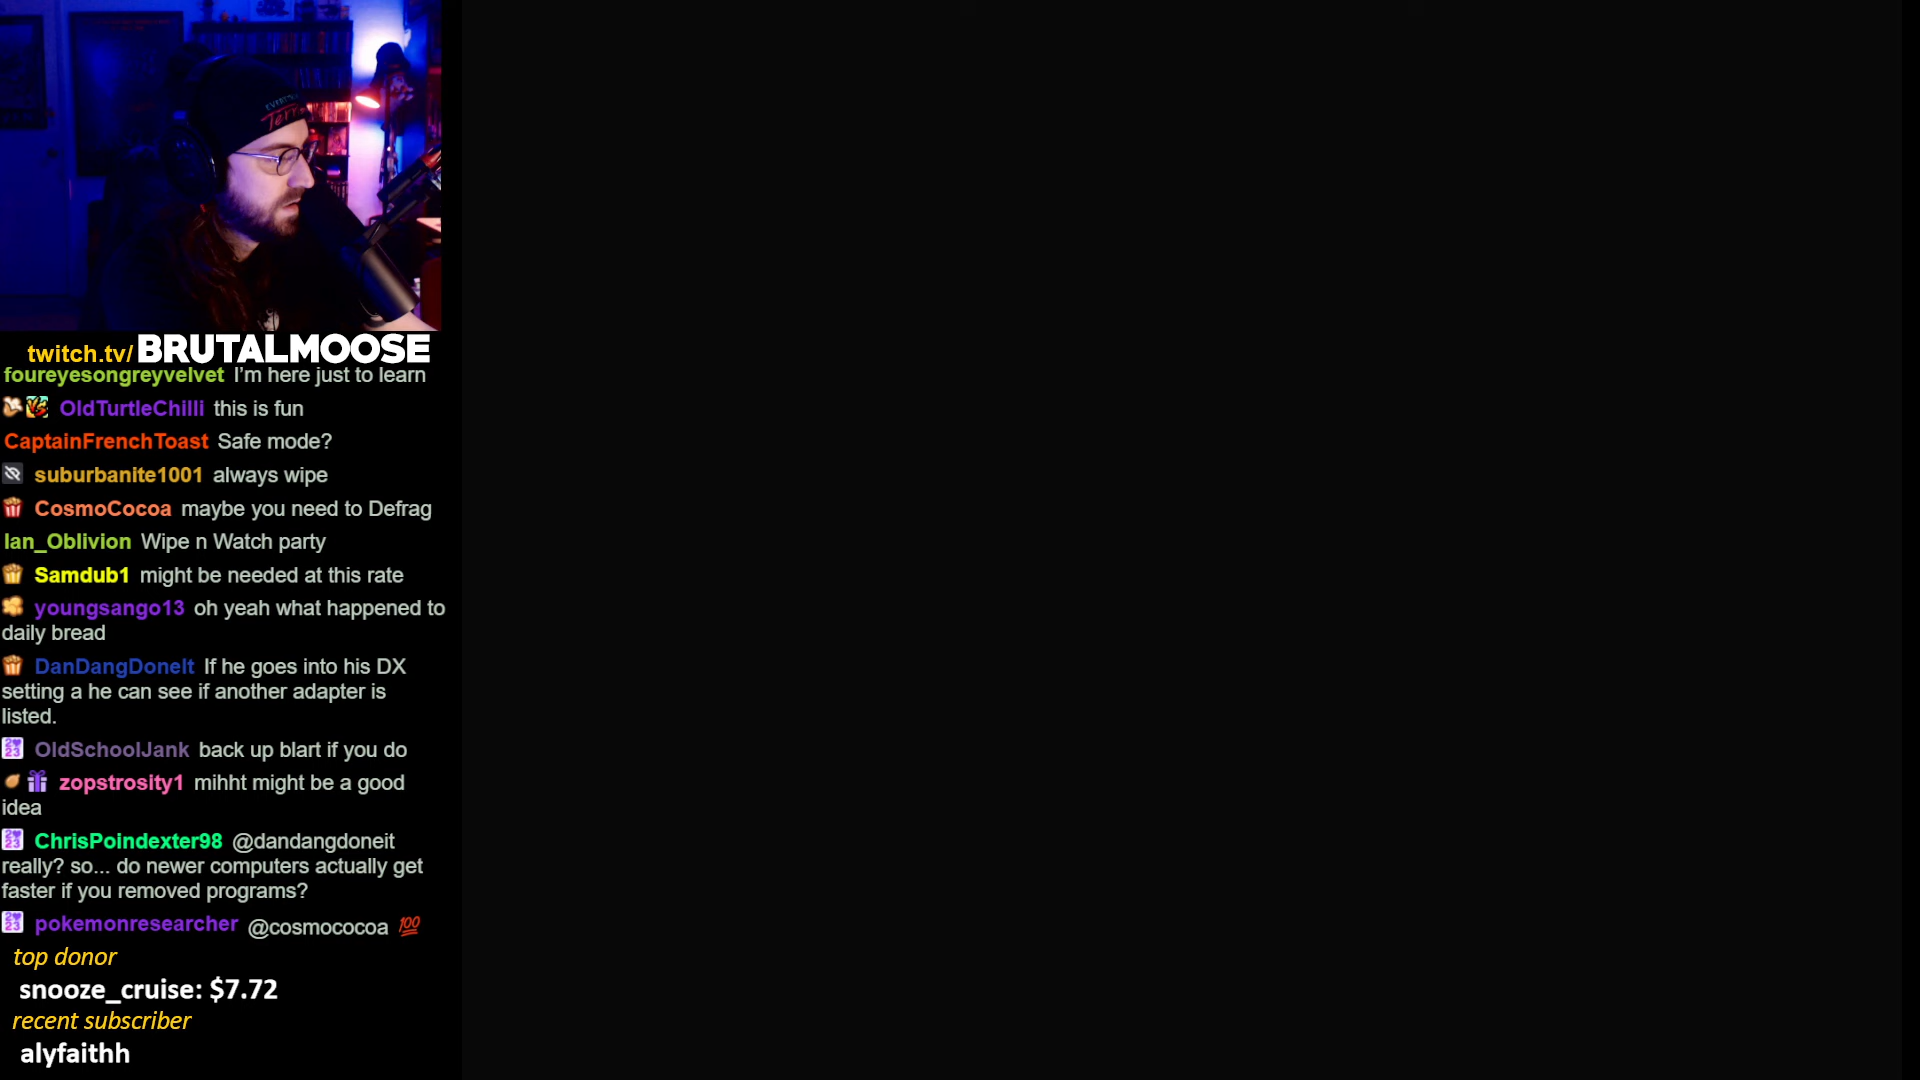 twitch.tv/BRUTALMOOSE
foureyesongreyvelvet I'm here just to learn
OldTurtleChilli this is fun
CaptainFrenchToast Safe mode?
suburbanite1001 always wipe
CosmoCocoa maybe you need to Defrag
Ian_Oblivion Wipe n Watch party
Samdub1 might be needed at this rate
youngsango13 oh yeah what happened to
daily bread
DanDangDoneIt If he goes into his DX
setting a he can see if another adapter is
listed.
OldSchoolJank back up blart if you do
zopstrosity1 mihht might be a good
idea
ChrisPoindexter98 @dandangdoneit
really? so... do newer computers actually get
faster if you removed programs?
pokemonresearcher @cosmococoa 💯
top donor
snooze_cruise: $7.72
recent subscriber
alyfaithh